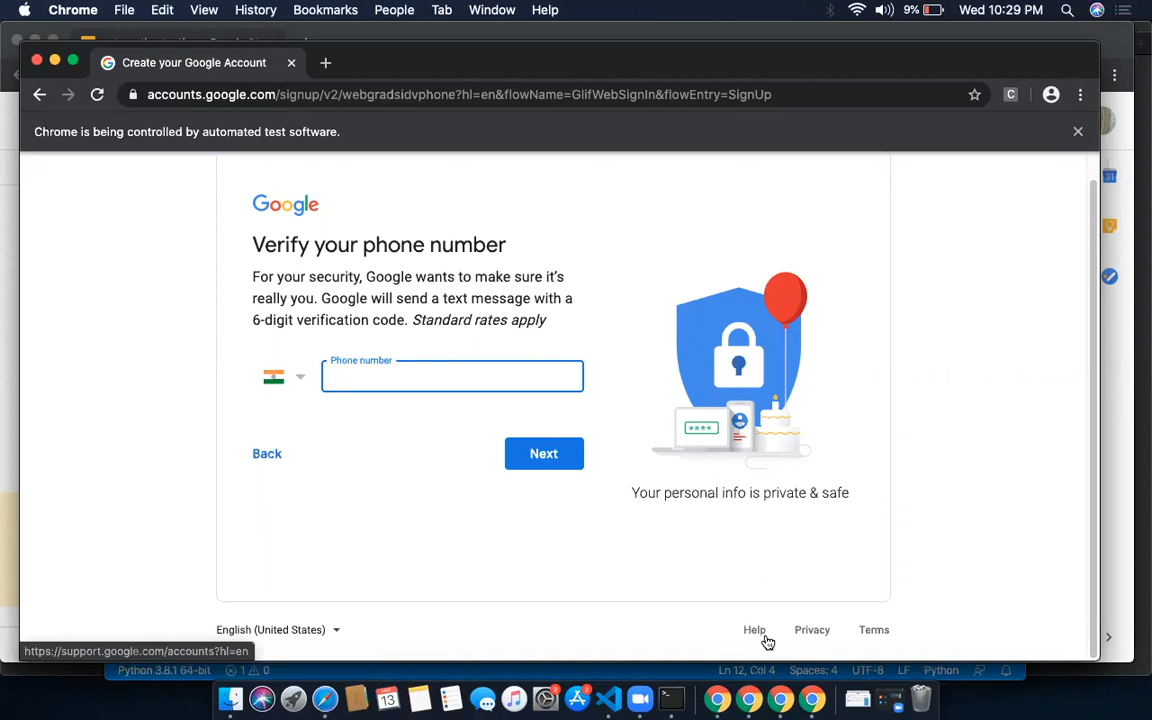 Chrome File Edit View History Bookmarks People Tab Window Help 9% Wed 10:29 PM
Create your Google Account
accounts.google.com/signup/v2/webgradsidvphone?hl=en&flowName=GlifWebSignIn&flowEntry=SignUp C
Chrome is being controlled by automated test software.
31
Google
Verify your phone number
For your security, Google wants to make sure it's
really you. Google will send a text message with a
6-digit verification code. Standard rates apply
Phone number
Back Next
****
Your personal info is private & safe
English (United States) Help Privacy Terms
https://support.google.com/accounts?hl=en
Python 3.8.1 64-bit 1 0 Ln 12, Col 4 Spaces: 4 UTF-8 LF Python
13